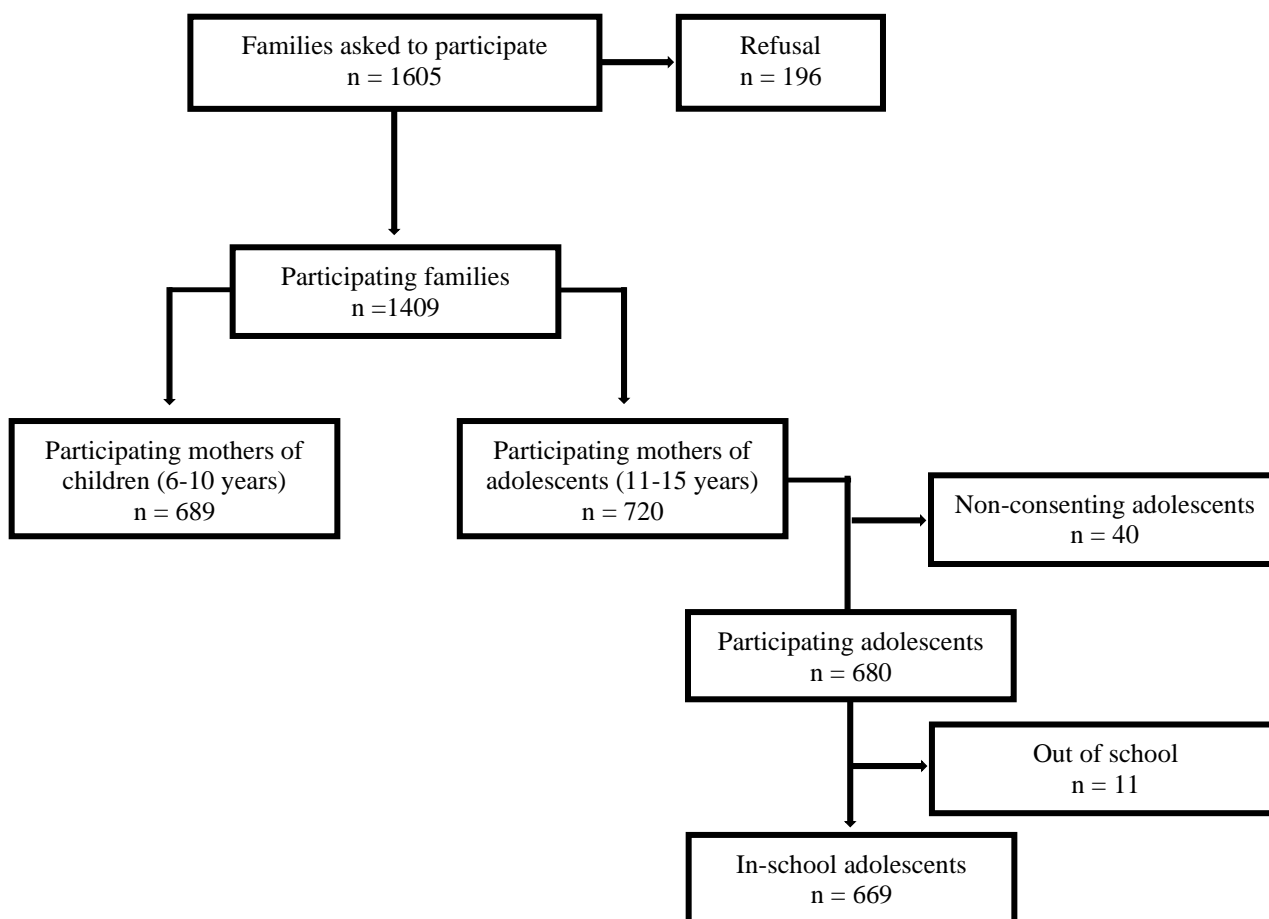 Families asked to participate
n = 1605
Refusal
n = 196
Participating families
n =1409
Participating mothers of
children (6-10 years)
n = 689
Participating mothers of
adolescents (11-15 years)
n = 720
Non-consenting adolescents
n = 40
Participating adolescents
n = 680
Out of school
n = 11
In-school adolescents
n = 669